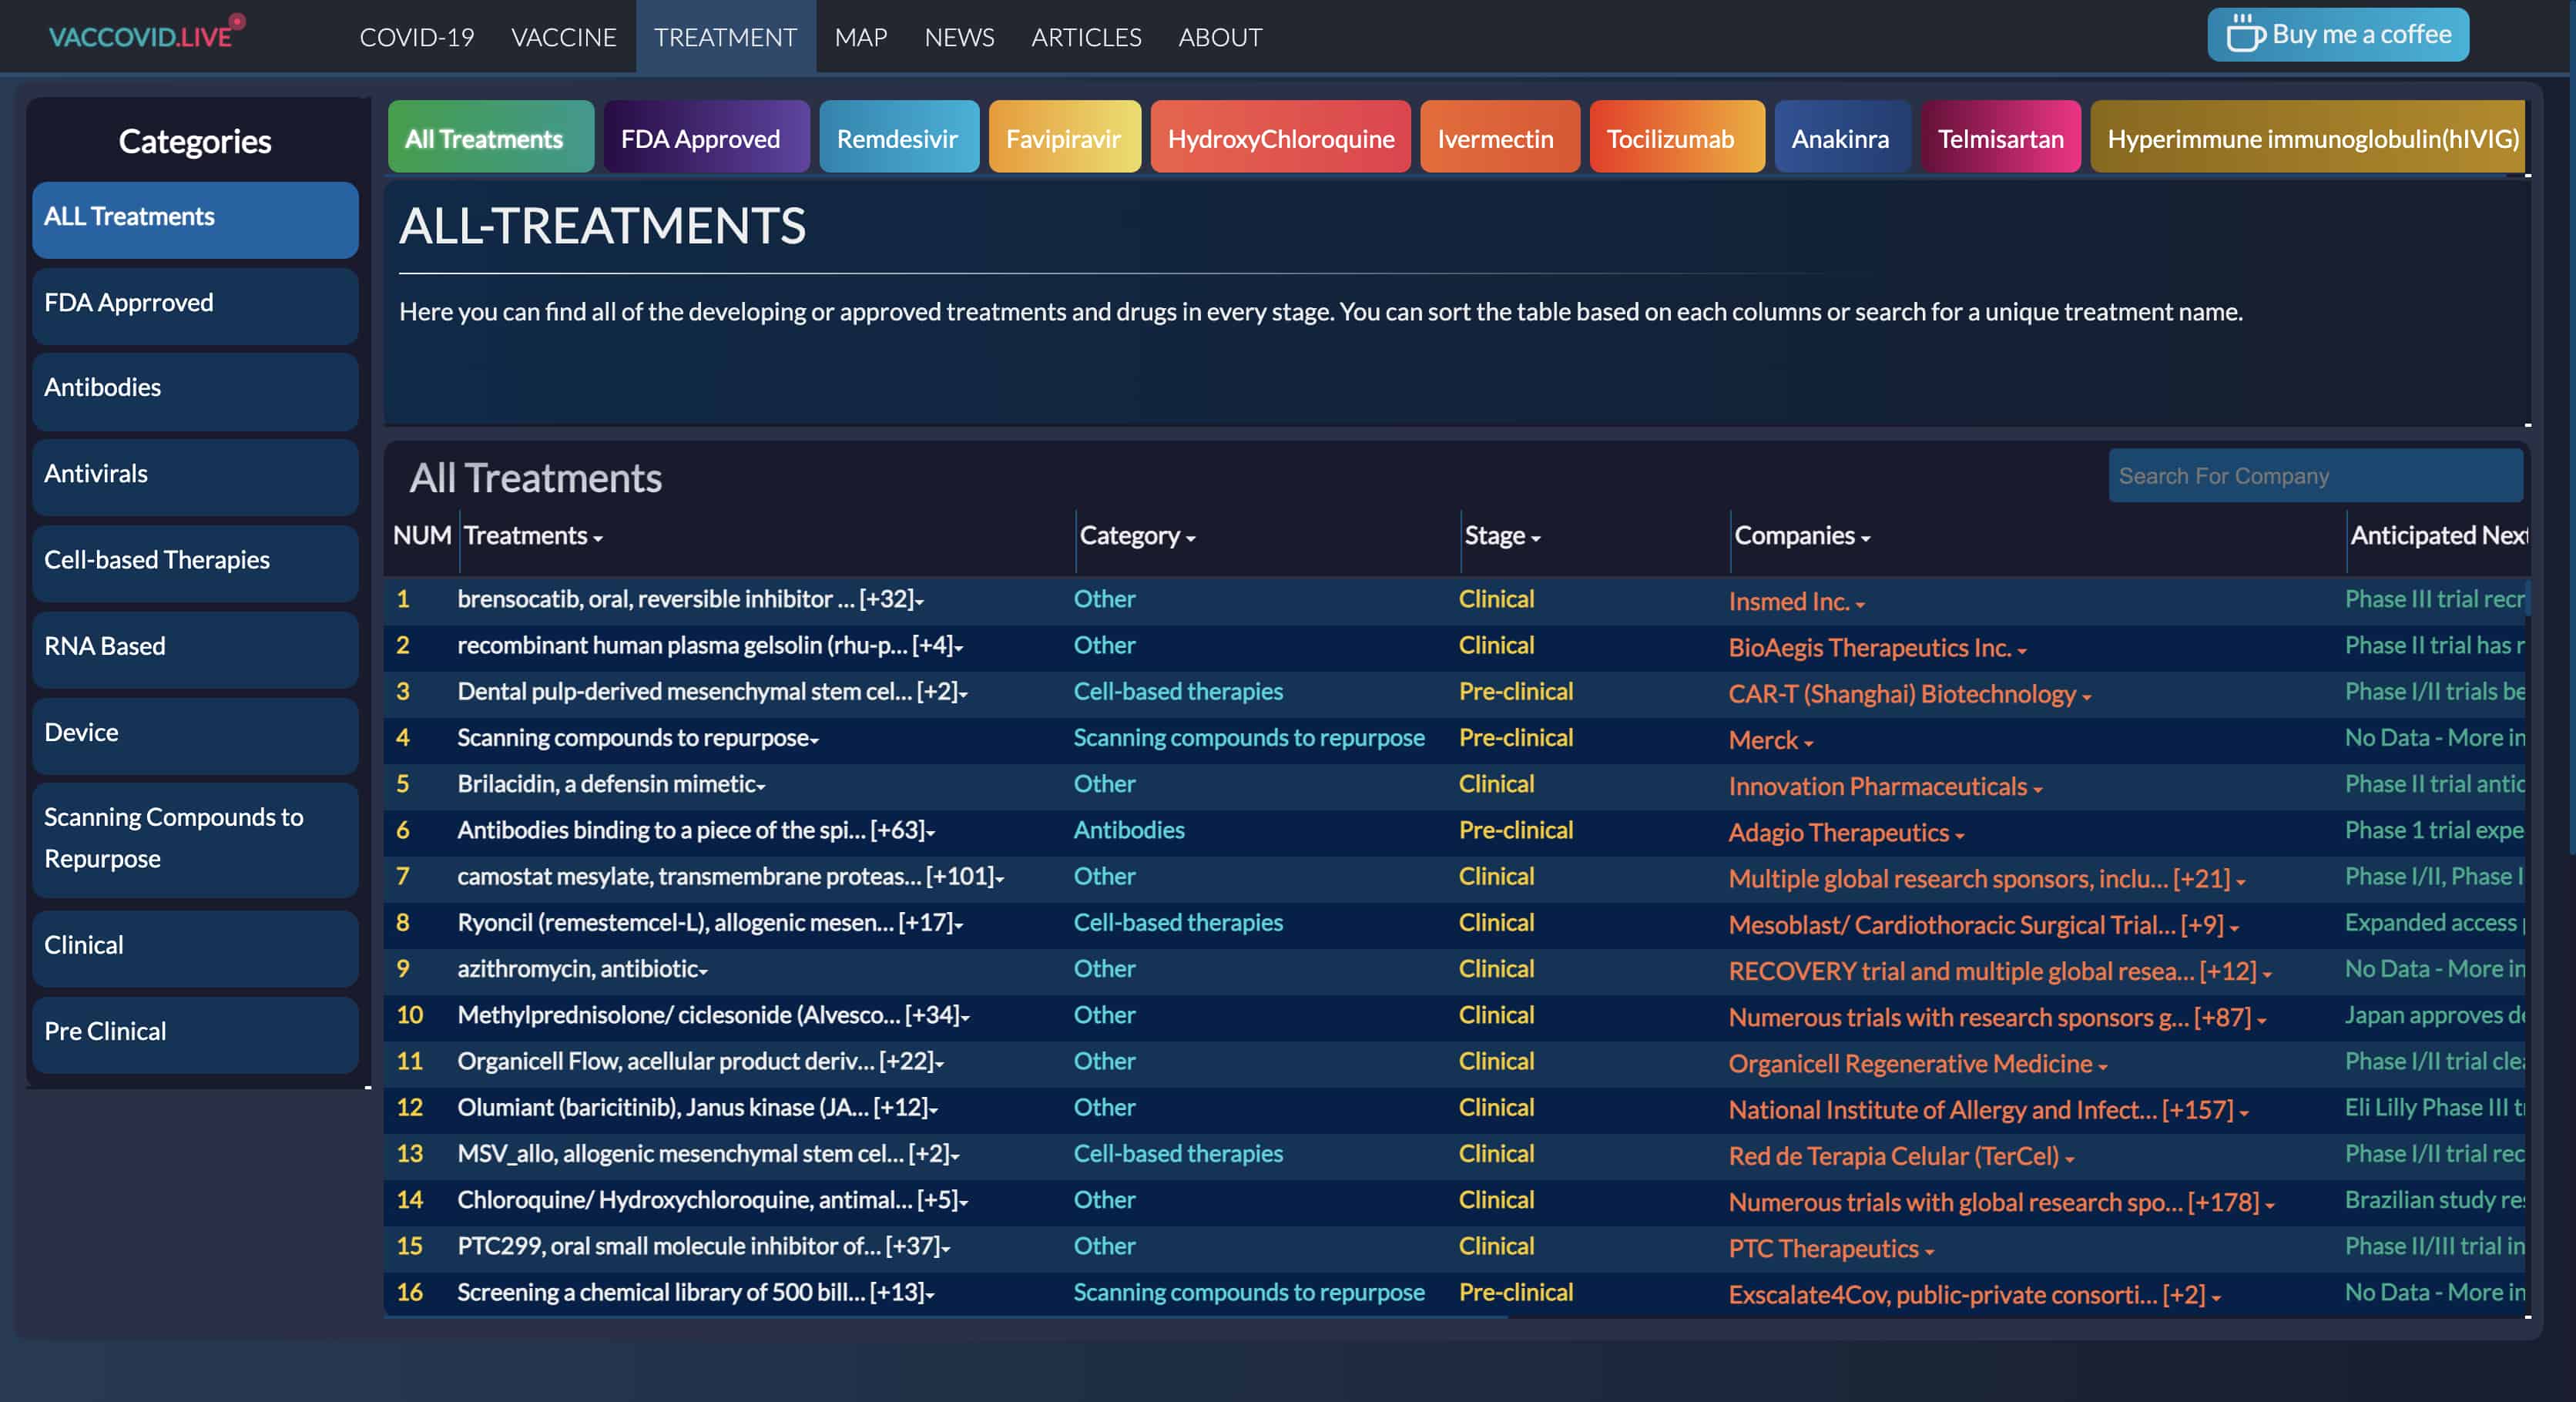 VACCOVID.LIVE
COVID-19 VACCINE TREATMENT MAP NEWS ARTICLES ABOUT
Buy me a coffee
Categories
ALL Treatments
FDA Apprroved
Antibodies
Antivirals
Cell-based Therapies
RNA Based
Device
Scanning Compounds to
Repurpose
Clinical
Pre Clinical
All Treatments FDA Approved Remdesivir Favipiravir HydroxyChloroquine Ivermectin Tocilizumab Anakinra Telmisartan Hyperimmune immunoglobulin(hIVIG)
ALL-TREATMENTS
Here you can find all of the developing or approved treatments and drugs in every stage. You can sort the table based on each columns or search for a unique treatment name.
All Treatments
Search For Company
NUM Treatments Category Stage Companies Anticipated Next
1 brensocatib, oral, reversible inhibitor ... [+32] Other Clinical Insmed Inc. Phase III trial recr
2 recombinant human plasma gelsolin (rhu-p... [+4] Other Clinical BioAegis Therapeutics Inc. Phase II trial has r
3 Dental pulp-derived mesenchymal stem cel... [+2] Cell-based therapies Pre-clinical CAR-T (Shanghai) Biotechnology Phase I/II trials be
4 Scanning compounds to repurpose Scanning compounds to repurpose Pre-clinical Merck No Data - More in
5 Brilacidin, a defensin mimetic Other Clinical Innovation Pharmaceuticals Phase II trial antic
6 Antibodies binding to a piece of the spi... [+63] Antibodies Pre-clinical Adagio Therapeutics Phase 1 trial expe
7 camostat mesylate, transmembrane proteas... [+101] Other Clinical Multiple global research sponsors, inclu... [+21] Phase I/II, Phase I
8 Ryoncil (remestemcel-L), allogenic mesen... [+17] Cell-based therapies Clinical Mesoblast/ Cardiothoracic Surgical Trial... [+9] Expanded access
9 azithromycin, antibiotic Other Clinical RECOVERY trial and multiple global resea... [+12] No Data - More in
10 Methylprednisolone/ ciclesonide (Alvesco... [+34] Other Clinical Numerous trials with research sponsors g... [+87] Japan approves de
11 Organicell Flow, acellular product deriv... [+22] Other Clinical Organicell Regenerative Medicine Phase I/II trial clea
12 Olumiant (baricitinib), Janus kinase (JA... [+12] Other Clinical National Institute of Allergy and Infect... [+157] Eli Lilly Phase III t
13 MSV_allo, allogenic mesenchymal stem cel... [+2] Cell-based therapies Clinical Red de Terapia Celular (TerCel) Phase I/II trial rec
14 Chloroquine/ Hydroxychloroquine, antimal... [+5] Other Clinical Numerous trials with global research spo... [+178] Brazilian study res
15 PTC299, oral small molecule inhibitor of... [+37] Other Clinical PTC Therapeutics Phase II/III trial in
16 Screening a chemical library of 500 bill... [+13] Scanning compounds to repurpose Pre-clinical Exscalate4Cov, public-private consorti... [+2] No Data - More in